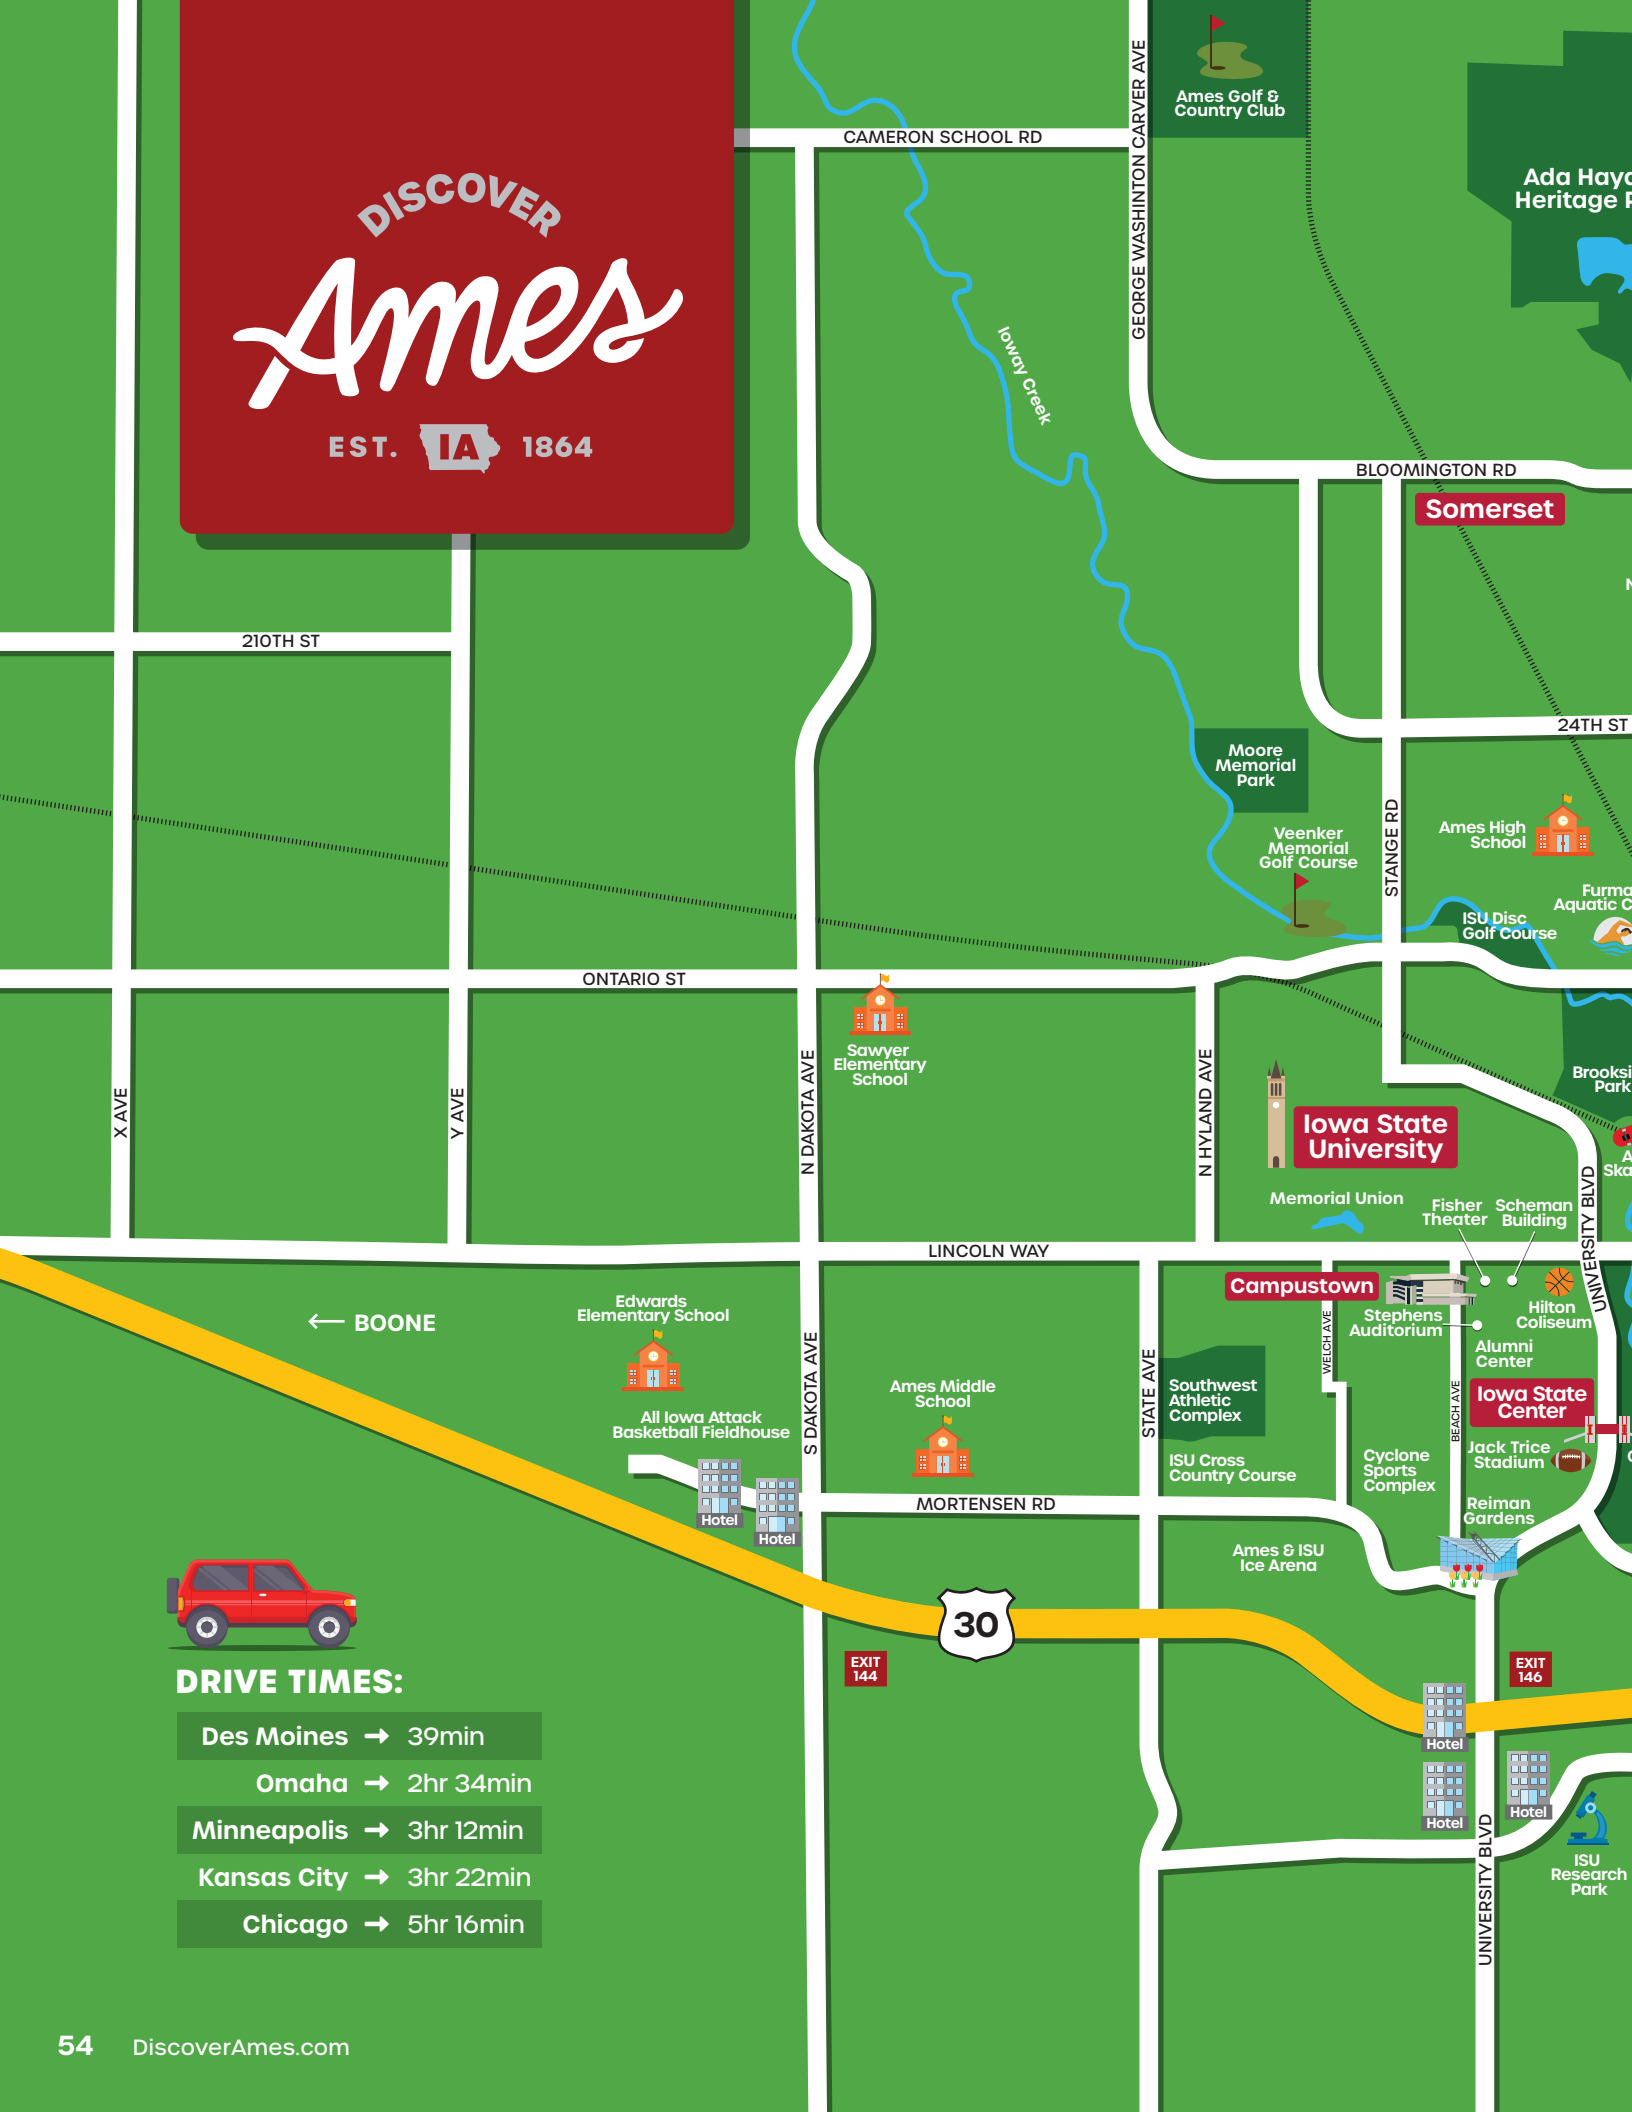 DISCOVER
Ames
EST. IA 1864
CAMERON SCHOOL RD
GEORGE WASHINTON CARVER AVE
Ames Golf &
Country Club
Heritage
Ioway Creek
BLOOMINGTON RD
Somerset
210TH ST
24TH ST
Moore
Memorial
Park
Veenker
Memorial
Golf Course
STANGE RD
Ames High
School
Aquatic
ISU Disc
Golf Course
ONTARIO ST
Sawyer
Elementary
School
X AVE
Y AVE
N DAKOTA AVE
N HYLAND AVE
Park
Iowa State
University
Memorial Union
Fisher
Theater
Scheman
Building
UNIVERSITY BLVD
LINCOLN WAY
Campustown
Stephens
Auditorium
Hilton
Coliseum
Alumni
Center
← BOONE
Edwards
Elementary School
All Iowa Attack
Basketball Fieldhouse
S DAKOTA AVE
Ames Middle
School
STATE AVE
Southwest
Athletic
Complex
WELCH AVE
BEACH AVE
Iowa State
Center
Jack Trice
Stadium
ISU Cross
Country Course
Cyclone
Sports
Complex
Hotel
Hotel
MORTENSEN RD
Reiman
Gardens
Ames & ISU
Ice Arena
30
EXIT
144
EXIT
146
Hotel
Hotel
Hotel
UNIVERSITY BLVD
ISU
Research
Park
DRIVE TIMES:
Des Moines → 39min
Omaha → 2hr 34min
Minneapolis → 3hr 12min
Kansas City → 3hr 22min
Chicago → 5hr 16min
54 DiscoverAmes.com